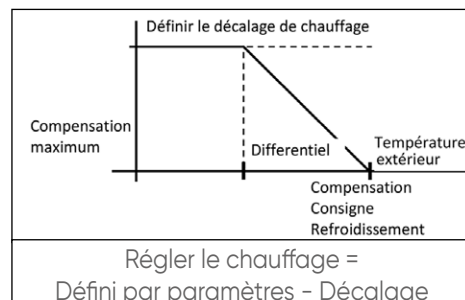 Définir le décalage de chauffage
Compensation
maximum
Differentiel
Température
extérieur
Compensation
Consigne
Refroidissement
Régler le chauffage =
Défini par paramètres - Décalage